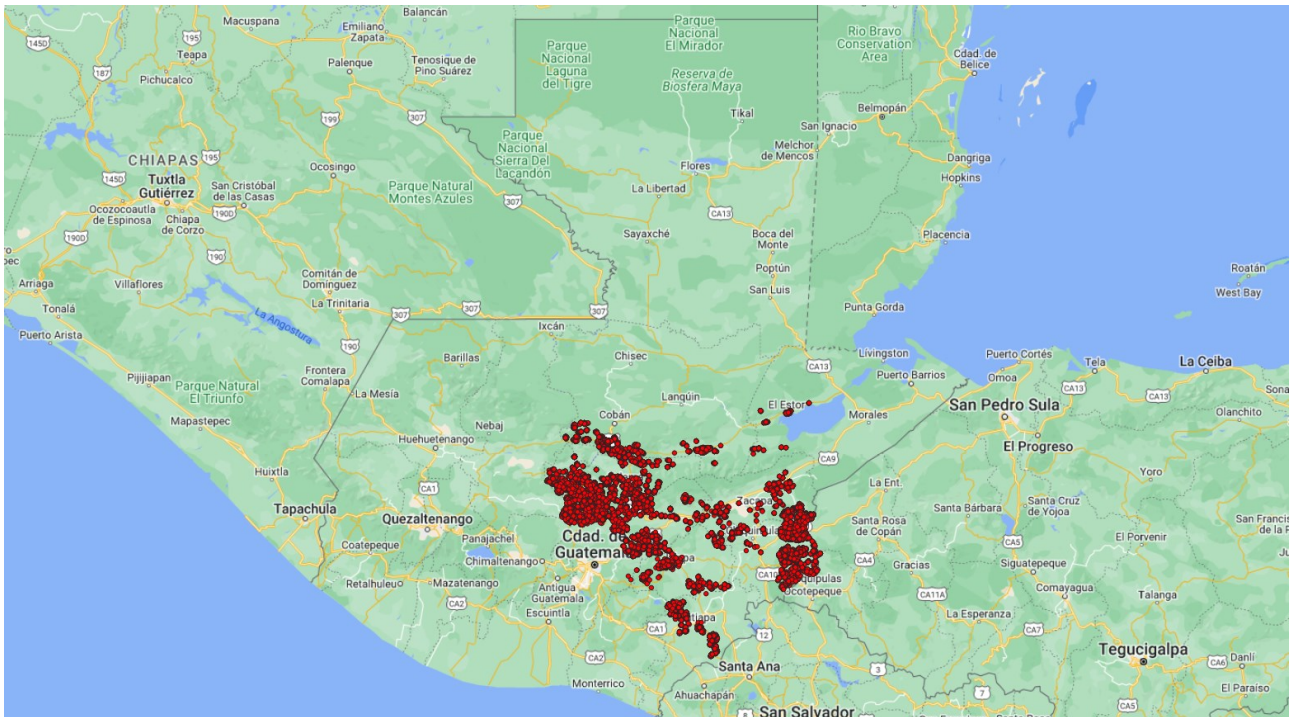 Macuspana
Balancán
145D
195
Teapa
Emiliano
Zapata
Parque
Nacional
El Mirador
Rio Bravo
Conservation
Area
Pichucalco
187
Palenque
Tenosique de
Pino Suárez
Parque
Nacional
Laguna
del Tigre
Reserva de
Biosfera Maya
Cdad. de
Belice
199
307
307
Tikal
Belmopán
San Ignacio
CHIAPAS
195
Tuxtla
Gutiérrez
Ocosingo
Parque
Nacional
Sierra Del
Lacandón
Melchor
de Mencos
Flores
Dangriga
Hopkins
145D
San Cristóbal
de las Casas
Parque Natural
Montes Azules
La Libertad
Ocozocoautla
de Espinosa
Chiapa
de Corzo
190D
307
CA13
190D
Sayaxché
Boca del
Monte
Placencia
190
Arriaga
Villaflores
Comitán de
Domínguez
Poptún
Roatán
Tonalá
La Trinitaria
307
307
307
San Luis
West Bay
La Angostura
Punta Gorda
Puerto Arista
190
Ixcán
Barillas
Chisec
Lívingston
Puerto Cortés
Tela
La Ceiba
Pijijiapan
Parque Natural
El Triunfo
Frontera
Comalapa
La Mesía
CA13
Puerto Barrios
Omoa
CA13
Lanqúin
El Estor
CA13
Mapastepec
Nebaj
Cobán
Morales
San Pedro Sula
Olanchito
Huehuetenango
El Progreso
Huixtla
CA9
Yoro
CA1
La Ent.
Tapachula
Zacapa
Santa Bárbara
Santa Cruz
de Yojoa
Quezaltenango
Santa Rosa
de Copán
CA5
El Porvenir
Coatepeque
Panajachel
Cdad. de
Guatemala
Chimaltenango
CA4
Gracias
Siguatepeque
Retalhuleu
Mazatenango
Antigua
Guatemala
CA10
Ocotepeque
CA11A
Comayagua
Talanga
CA2
Escuintla
La Esperanza
CA1
12
CA7
Tegucigalpa
CA2
Santa Ana
3
CA6
Danlí
Monterrico
Ahuachapán
7
El Paraíso
8
San Salvador
CA5